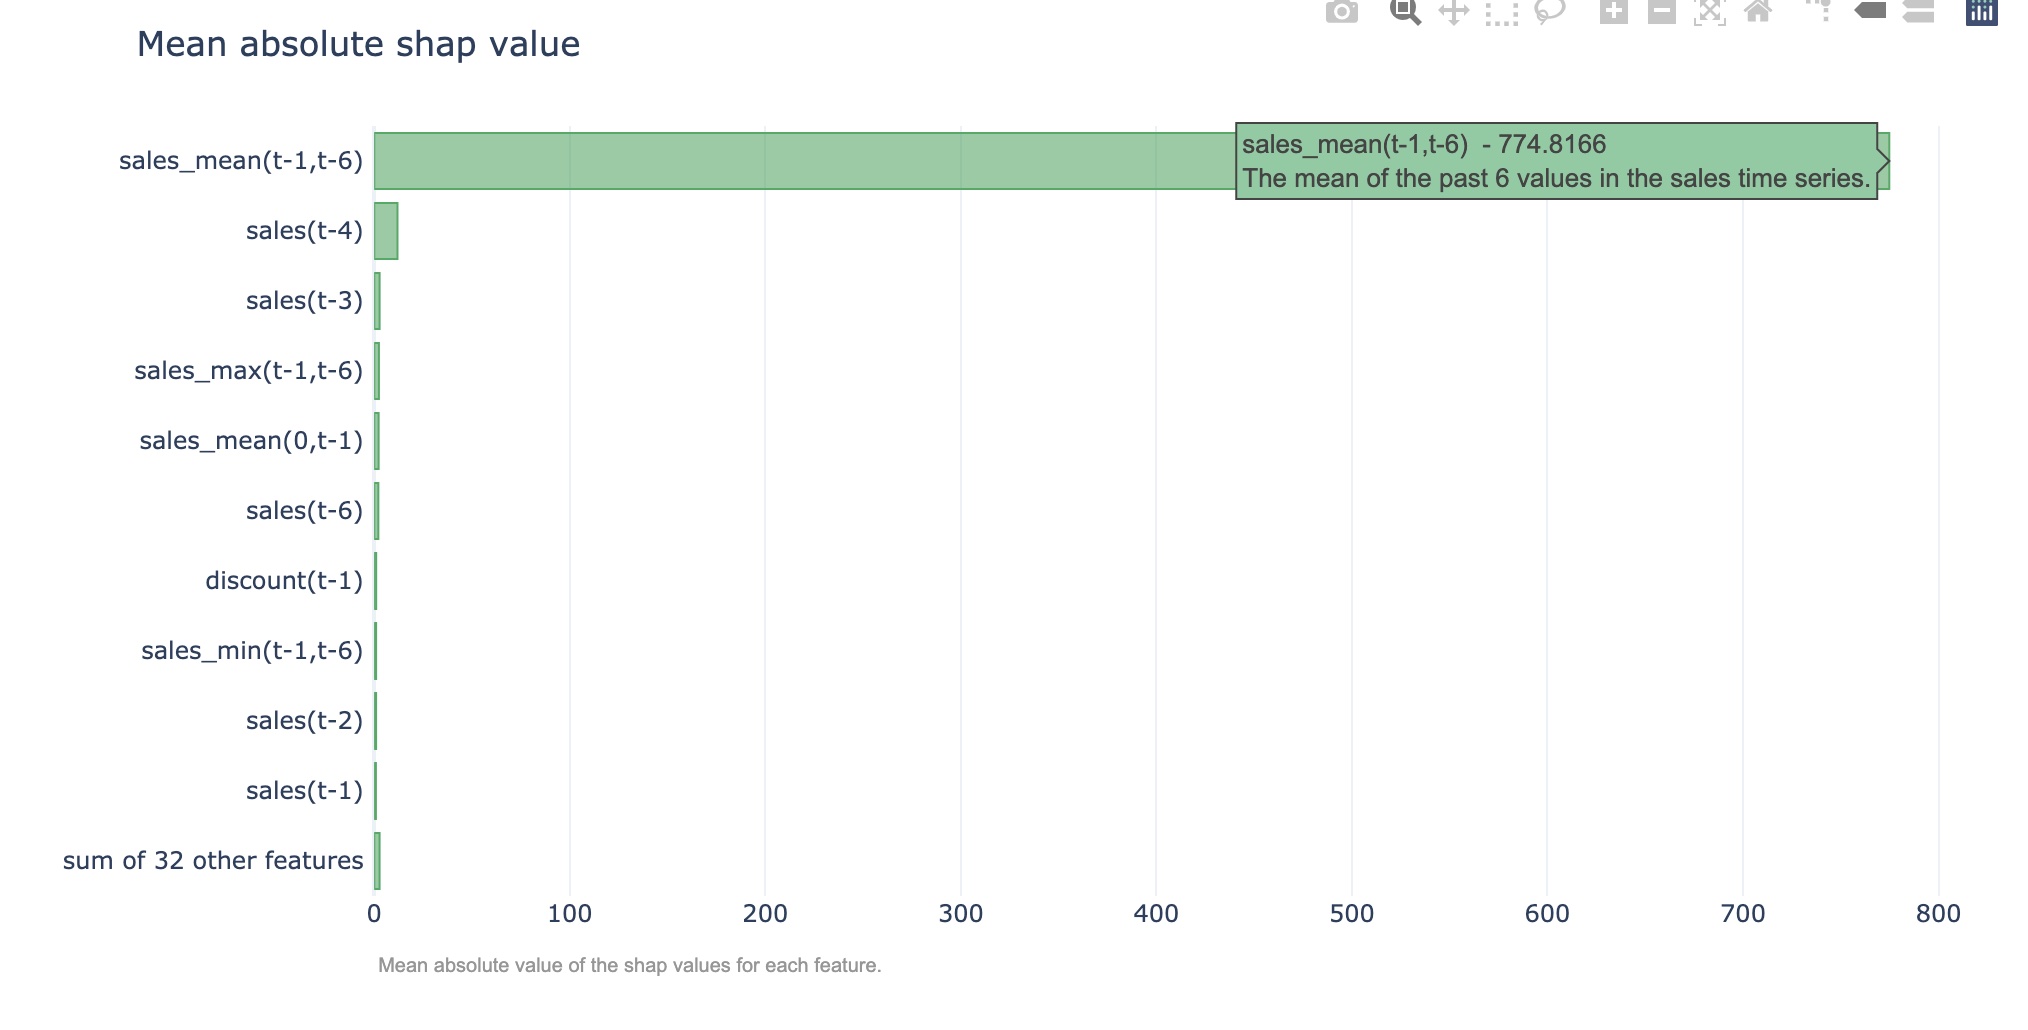 Mean absolute shap value
sales_mean(t-1,t-6)
sales_mean(t-1,t-6)  - 774.8166
The mean of the past 6 values in the sales time series.
sales(t-4)
sales(t-3)
sales_max(t-1,t-6)
sales_mean(0,t-1)
sales(t-6)
discount(t-1)
sales_min(t-1,t-6)
sales(t-2)
sales(t-1)
sum of 32 other features
0 100 200 300 400 500 600 700 800
Mean absolute value of the shap values for each feature.